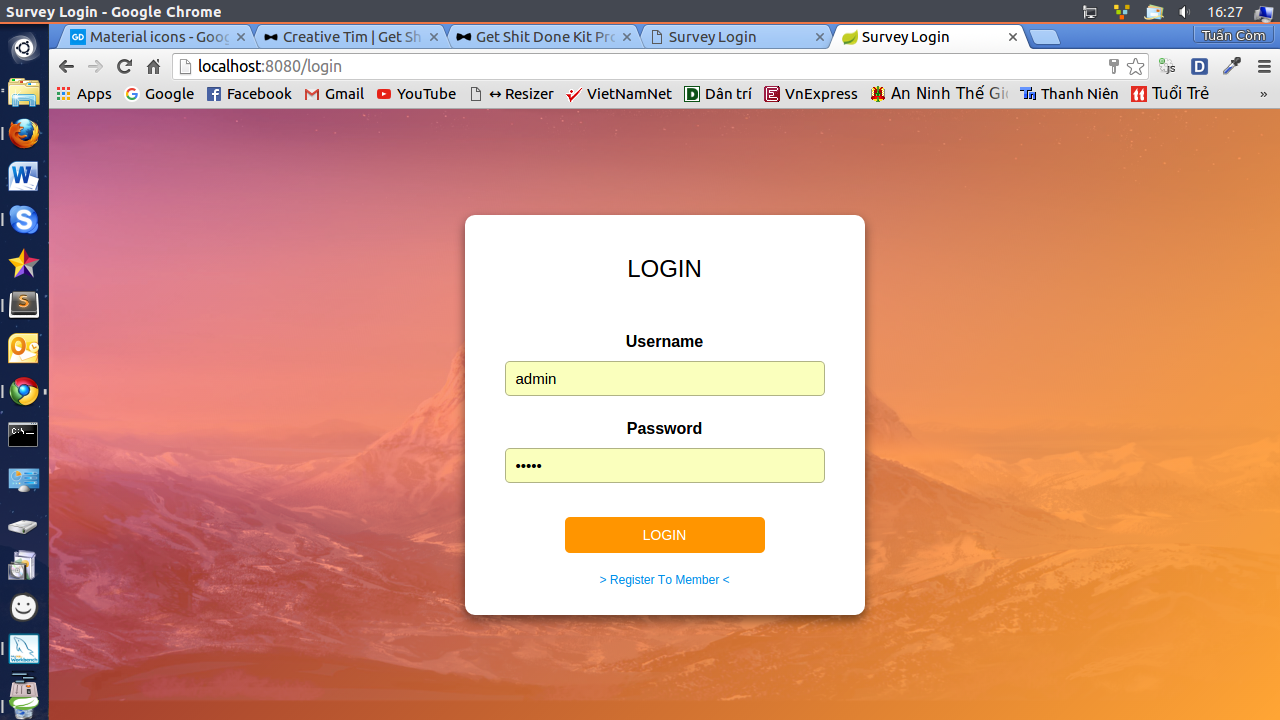 Survey Login - Google Chrome
16:27
Material icons - Goog
Creative Tim | Get Sh
Get Shit Done Kit Pro
Survey Login
Survey Login
Tuấn Còm
localhost:8080/login
JS
D
Apps
Google
Facebook
Gmail
YouTube
↔ Resizer
VietNamNet
Dân trí
VnExpress
An Ninh Thế Giớ
Thanh Niên
Tuổi Trẻ
»
LOGIN
Username
admin
Password
•••••
LOGIN
> Register To Member <